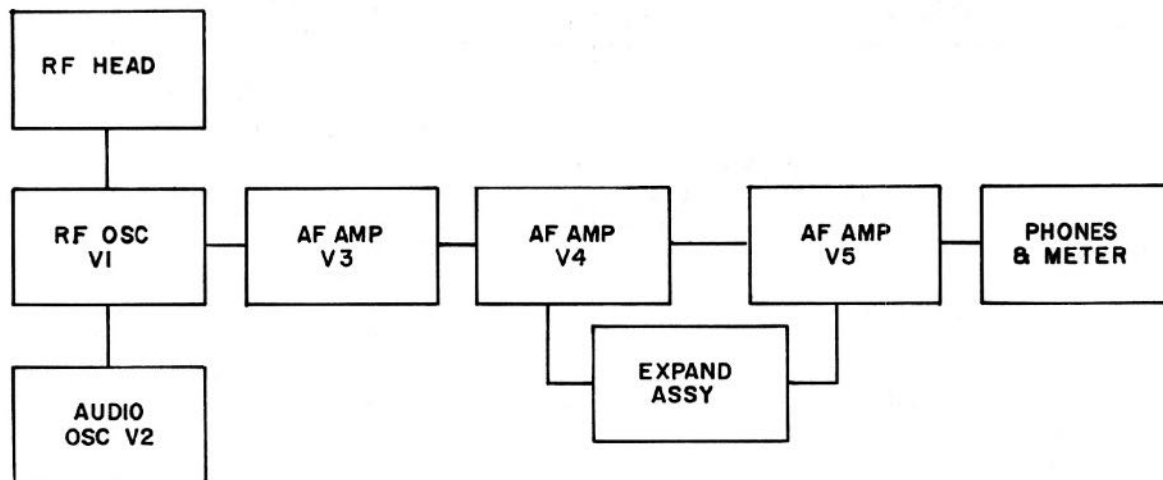 RF HEAD
RF OSC
V1
AF AMP
V3
AF AMP
V4
AF AMP
V5
PHONES
& METER
EXPAND
ASSY
AUDIO
OSC V2